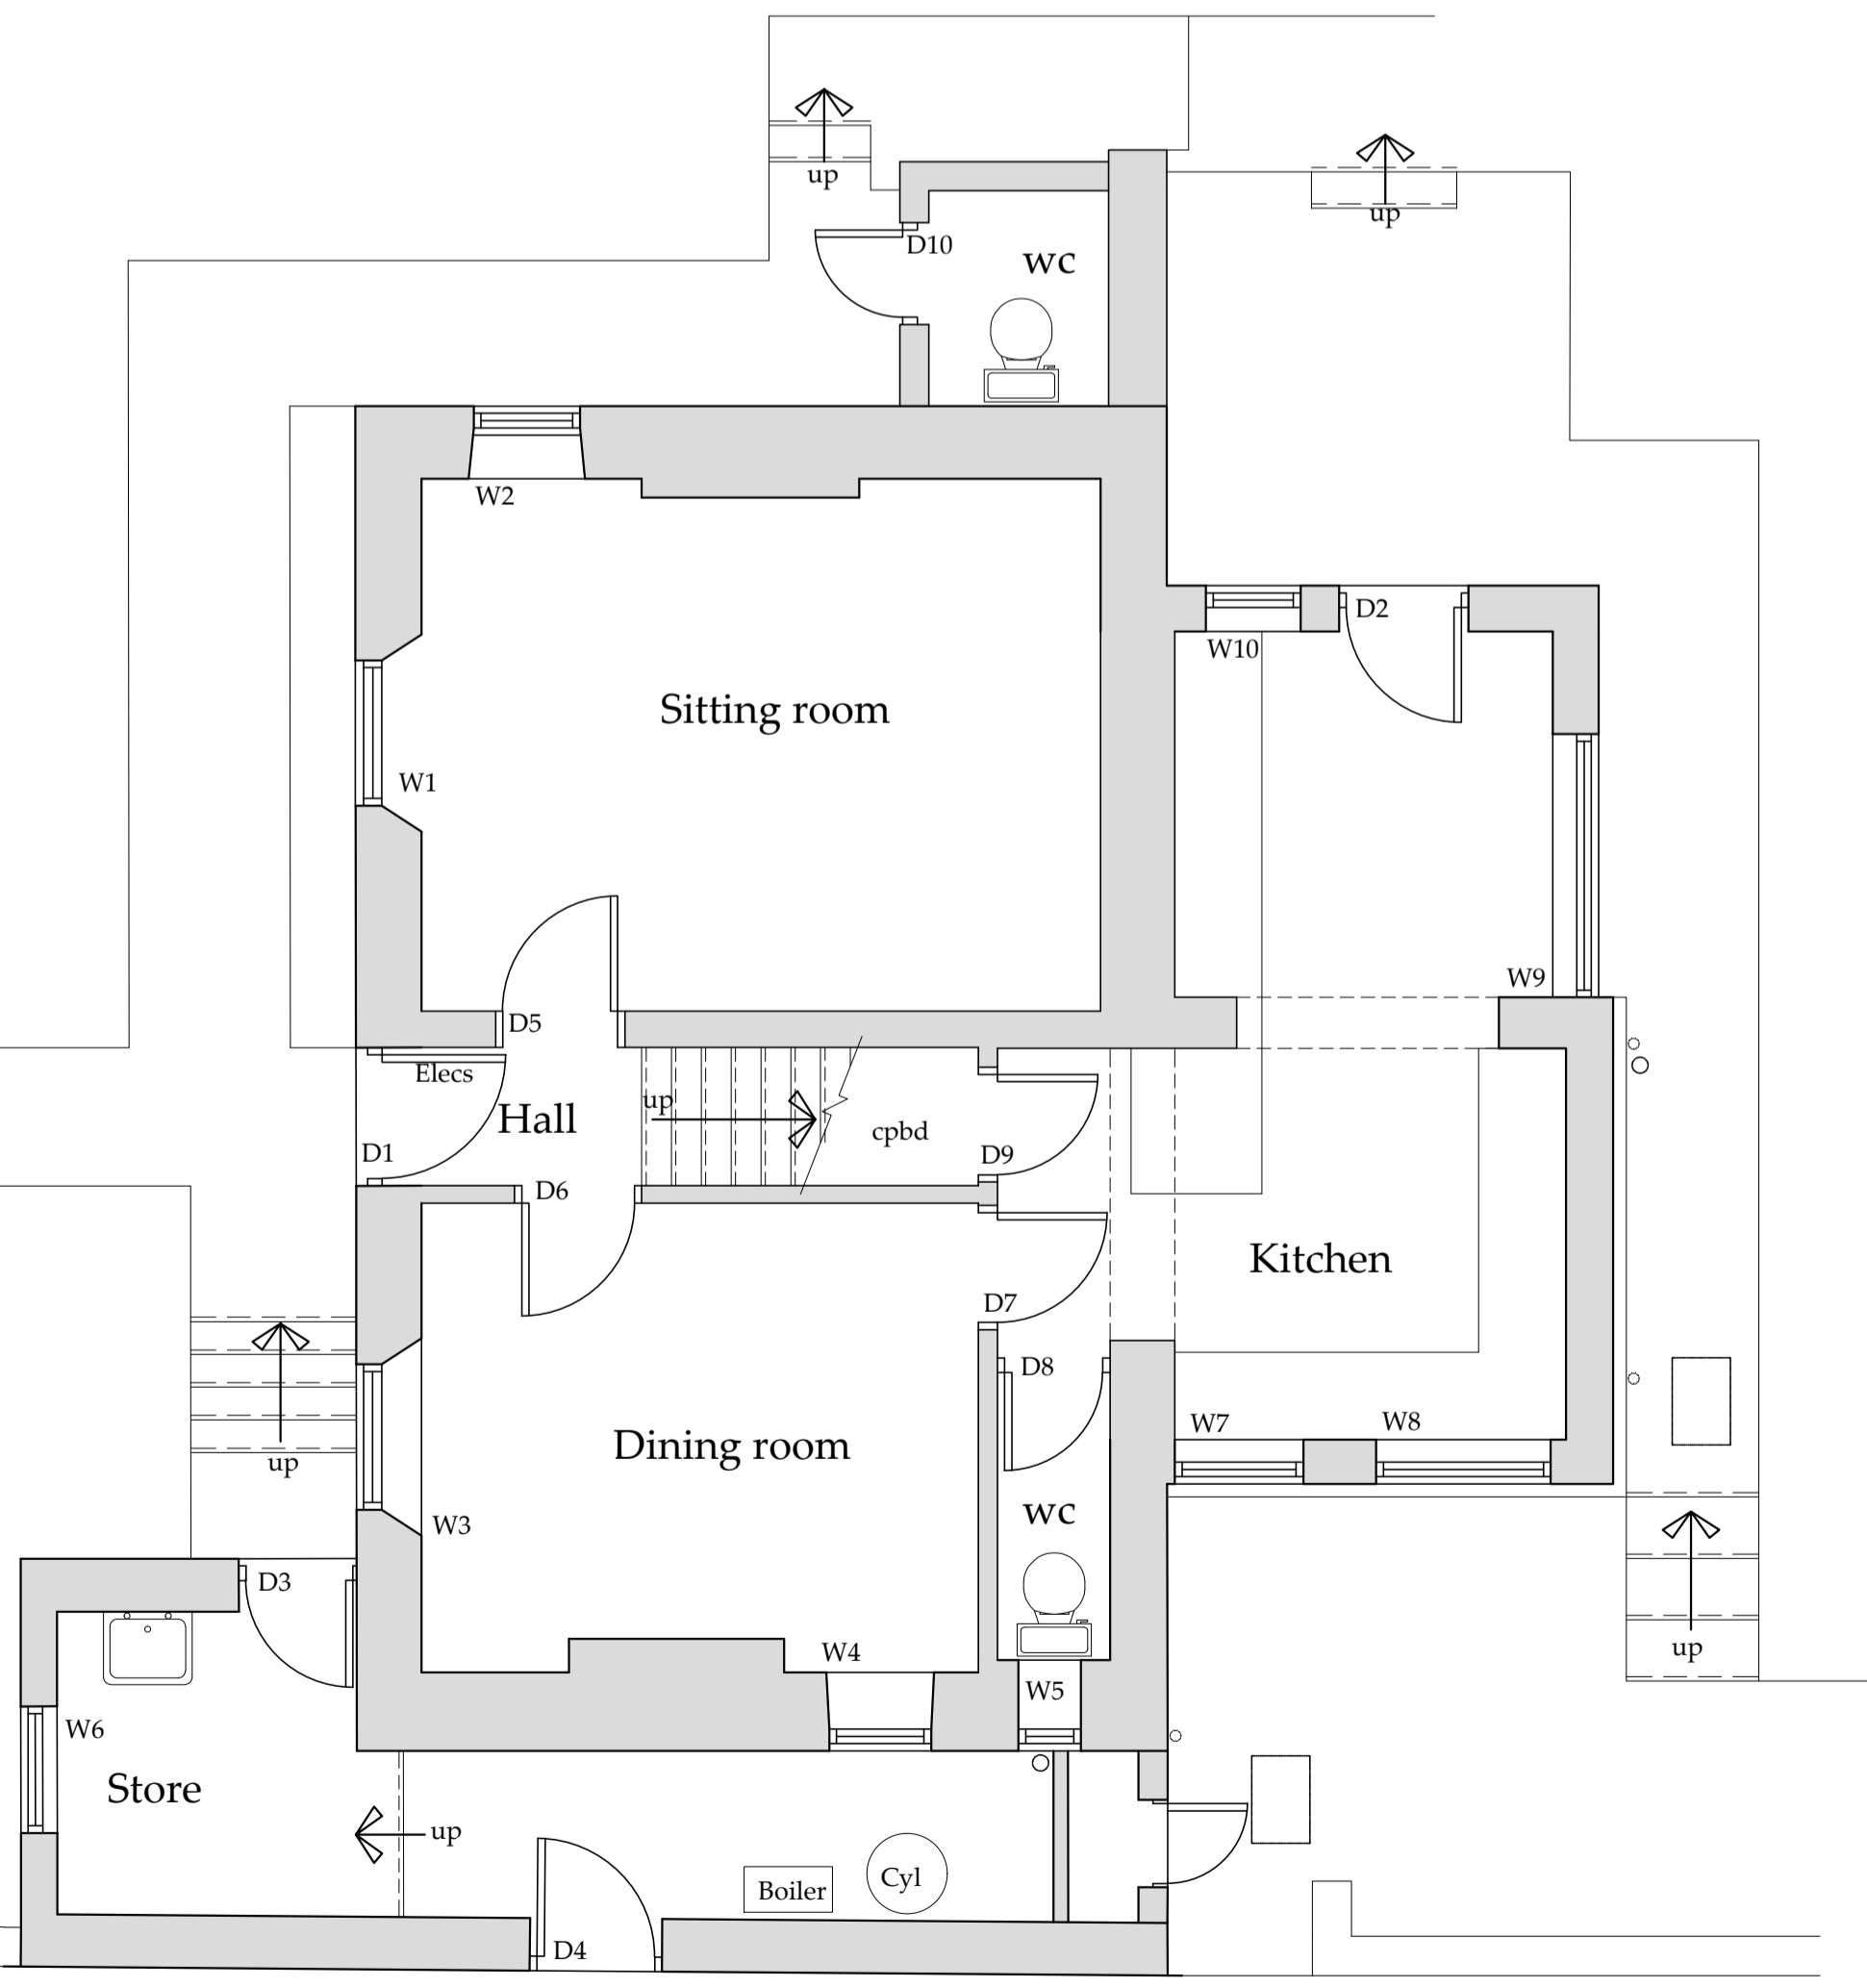 up
up
D10
wc
W2
D2
W10
Sitting room
W1
W9
D5
Elecs
up
Hall
cpbd
D1
D9
D6
Kitchen
D7
D8
W7
W8
Dining room
up
wc
W3
D3
up
W4
W5
W6
Store
up
Boiler
Cyl
D4